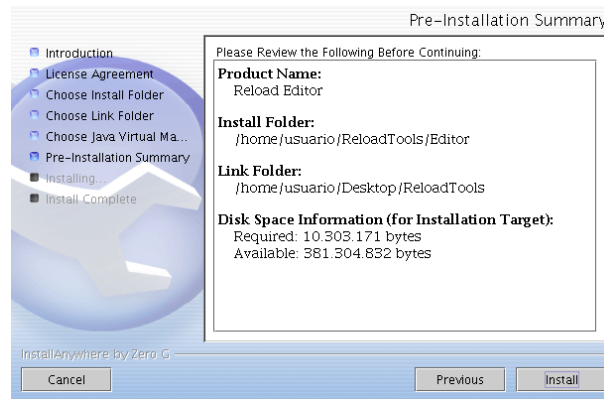 Pre-Installation Summary
Introduction
License Agreement
Choose Install Folder
Choose Link Folder
Choose Java Virtual Ma...
Pre-Installation Summary
Installing...
Install Complete
Please Review the Following Before Continuing:
Product Name:
Reload Editor
Install Folder:
/home/usuario/ReloadTools/Editor
Link Folder:
/home/usuario/Desktop/ReloadTools
Disk Space Information (for Installation Target):
Required: 10.303.171 bytes
Available: 381.304.832 bytes
InstallAnywhere by Zero G
Cancel
Previous
Install